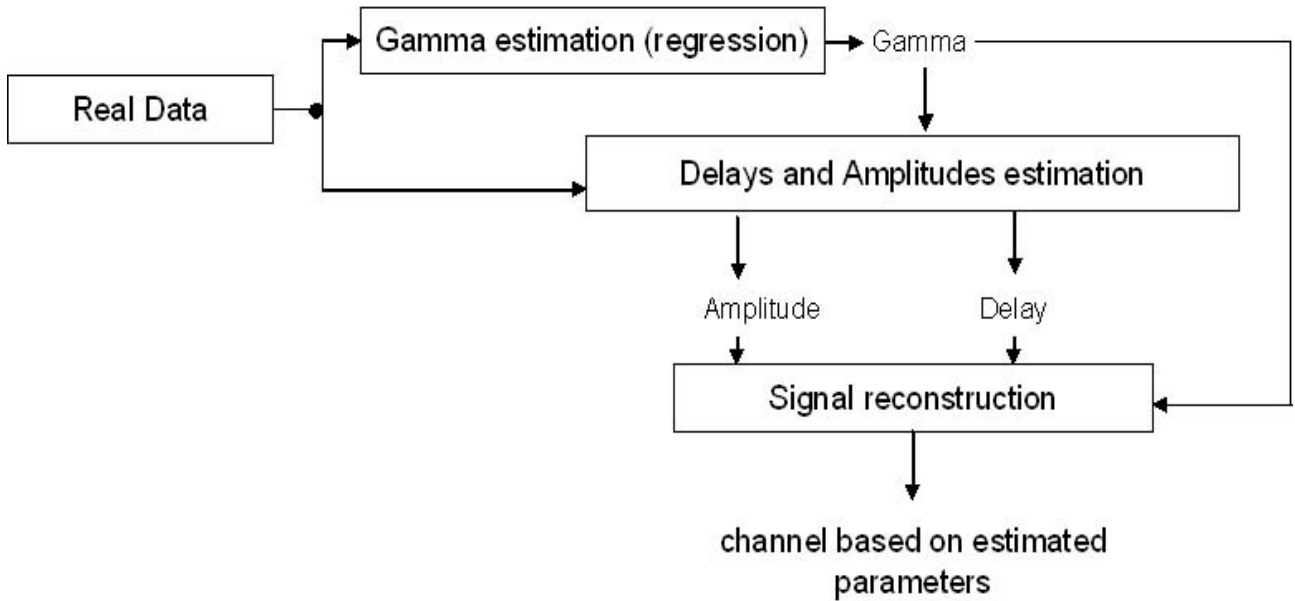 Gamma estimation (regression)
Gamma
Real Data
Delays and Amplitudes estimation
Amplitude
Delay
Signal reconstruction
channel based on estimated
parameters